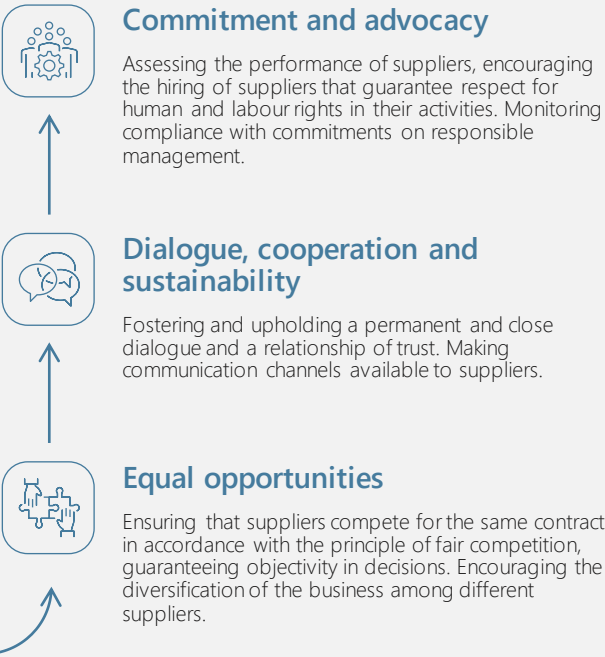 Commitment and advocacy
Assessing the performance of suppliers, encouraging
the hiring of suppliers that guarantee respect for
human and labour rights in their activities. Monitoring
compliance with commitments on responsible
management.
Dialogue, cooperation and
sustainability
Fostering and upholding a permanent and close
dialogue and a relationship of trust. Making
communication channels available to suppliers.
Equal opportunities
Ensuring that suppliers compete for the same contract
in accordance with the principle of fair competition,
guaranteeing objectivity in decisions. Encouraging the
diversification of the business among different
suppliers.